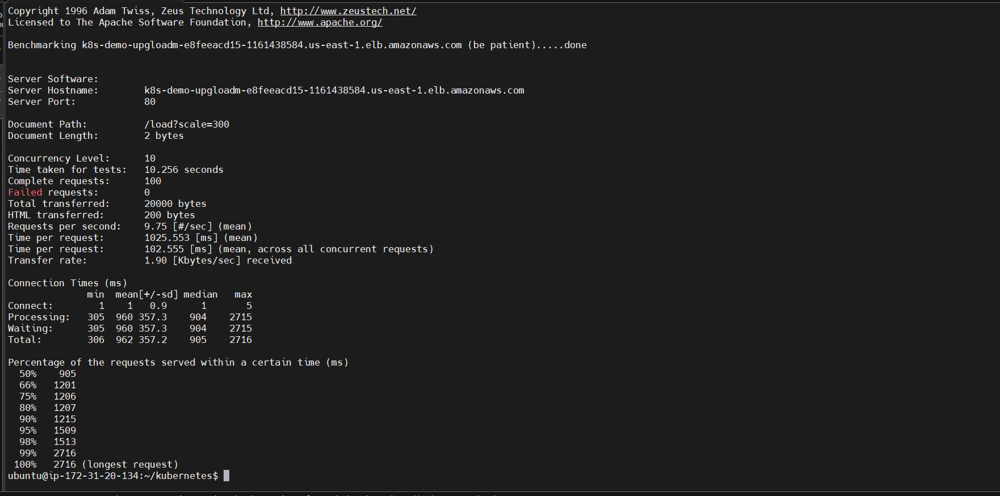 Copyright 1996 Adam Twiss, Zeus Technology Ltd, http://www.zeustech.net/
Licensed to The Apache Software Foundation, http://www.apache.org/
Benchmarking k8s-demo-upgloadm-e8feeacd15-1161438584.us-east-1.elb.amazonaws.com (be patient).....done
Server Software:
Server Hostname:        k8s-demo-upgloadm-e8feeacd15-1161438584.us-east-1.elb.amazonaws.com
Server Port:            80
Document Path:          /load?scale=300
Document Length:        2 bytes
Concurrency Level:      10
Time taken for tests:   10.256 seconds
Complete requests:      100
Failed requests:        0
Total transferred:      20000 bytes
HTML transferred:       200 bytes
Requests per second:    9.75 [#/sec] (mean)
Time per request:       1025.553 [ms] (mean)
Time per request:       102.555 [ms] (mean, across all concurrent requests)
Transfer rate:          1.90 [Kbytes/sec] received
Connection Times (ms)
              min  mean[+/-sd] median   max
Connect:        1    1   0.9      1       5
Processing:   305  960 357.3    904    2715
Waiting:      305  960 357.3    904    2715
Total:        306  962 357.2    905    2716
Percentage of the requests served within a certain time (ms)
  50%    905
  66%   1201
  75%   1206
  80%   1207
  90%   1215
  95%   1509
  98%   1513
  99%   2716
 100%   2716 (longest request)
ubuntu@ip-172-31-20-134:~/kubernetes$